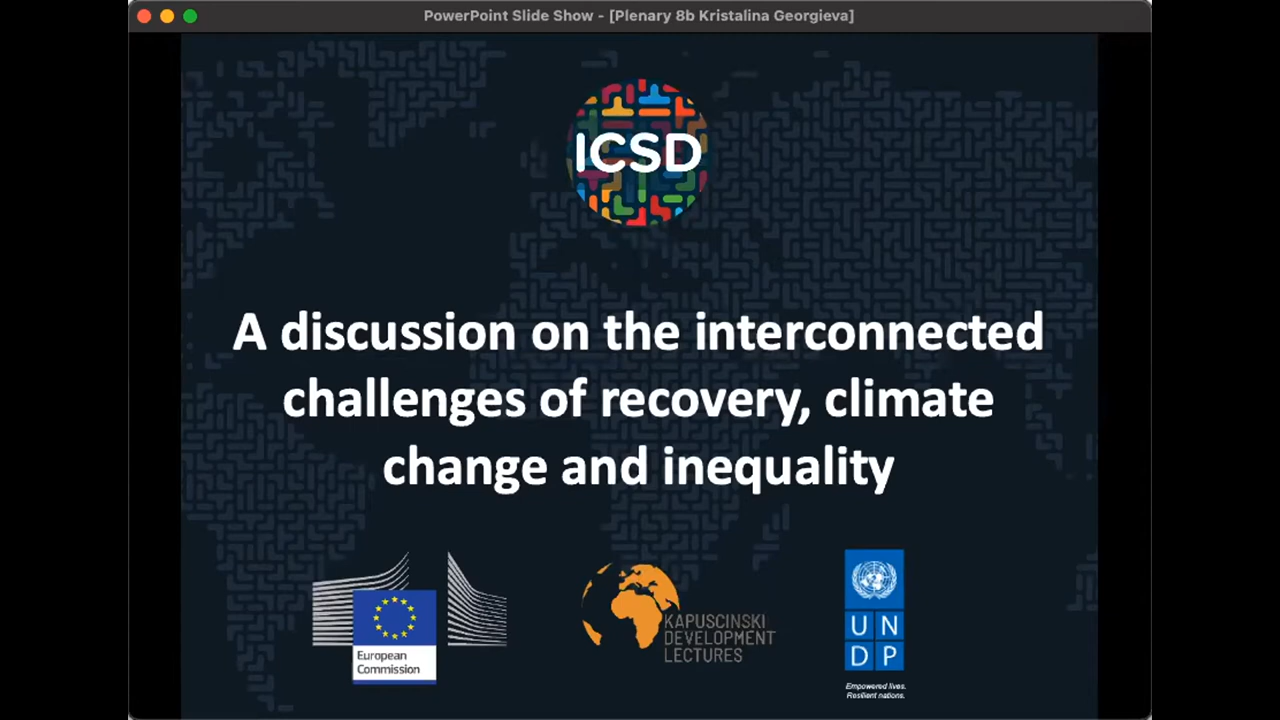 PowerPoint Slide Show - [Plenary 8b Kristalina Georgieva]
ICSD
A discussion on the interconnected
challenges of recovery, climate
change and inequality
European
Commission
KAPUSCINSKI
DEVELOPMENT
LECTURES
U N
D P
Empowered lives.
Resilient nations.